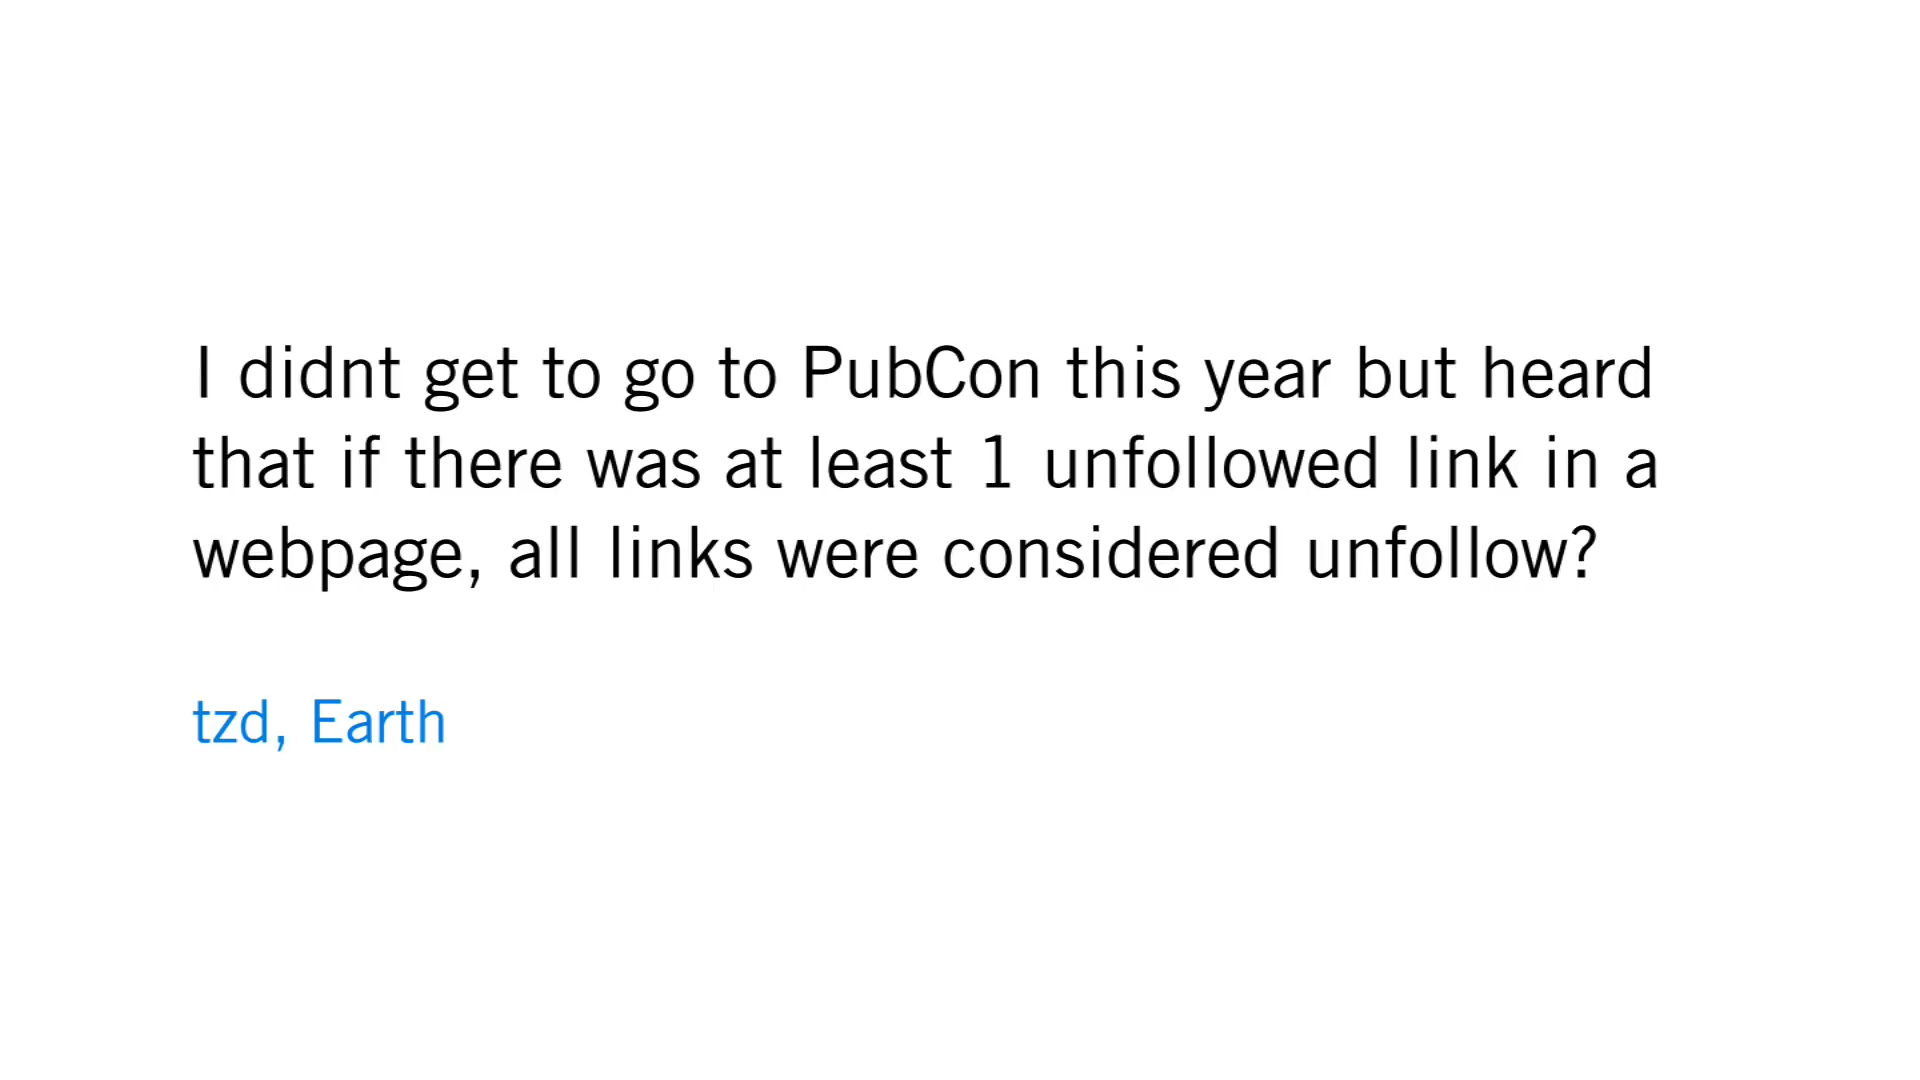 I didnt get to go to PubCon this year but heard
that if there was at least 1 unfollowed link in a
webpage, all links were considered unfollow?
tzd, Earth